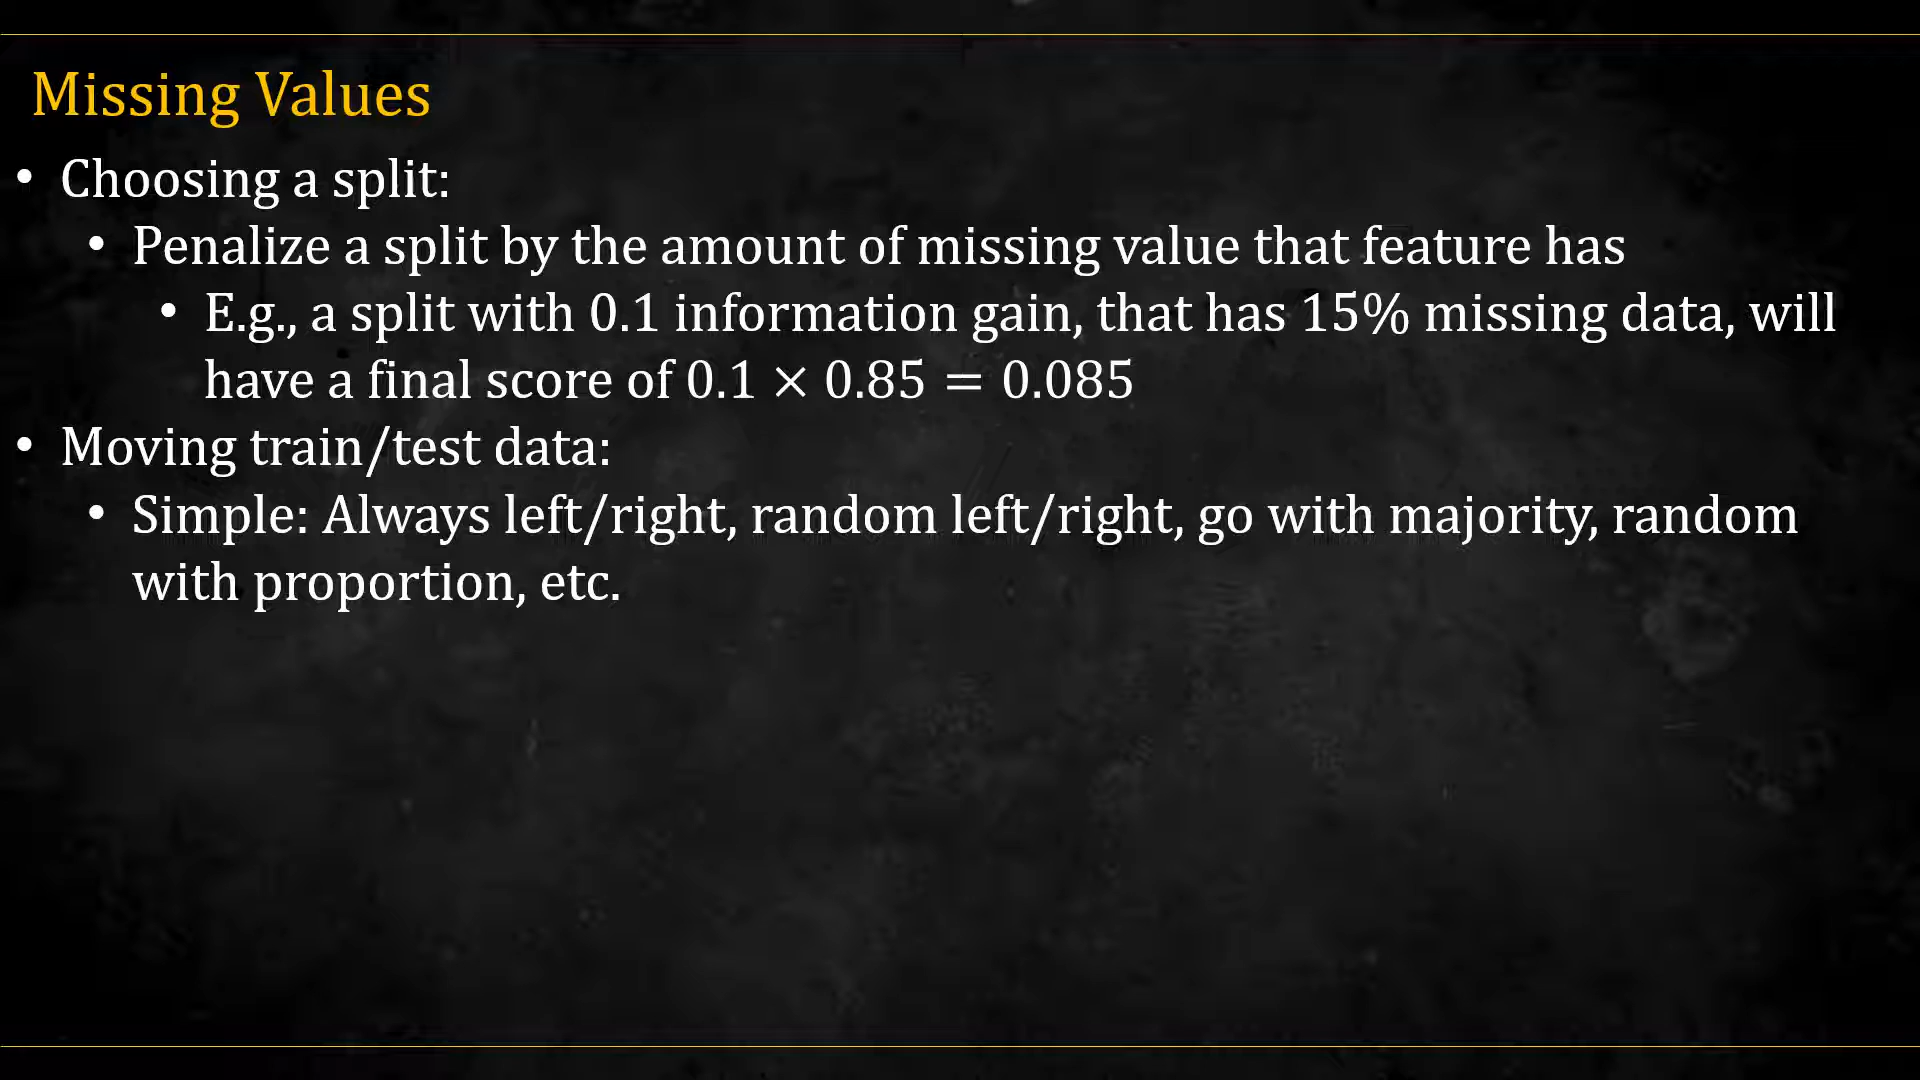 Missing Values
• Choosing a split:
• Penalize a split by the amount of missing value that feature has
• E.g., a split with 0.1 information gain, that has 15% missing data, will
have a final score of 0.1 × 0.85 = 0.085
• Moving train/test data:
• Simple: Always left/right, random left/right, go with majority, random
with proportion, etc.